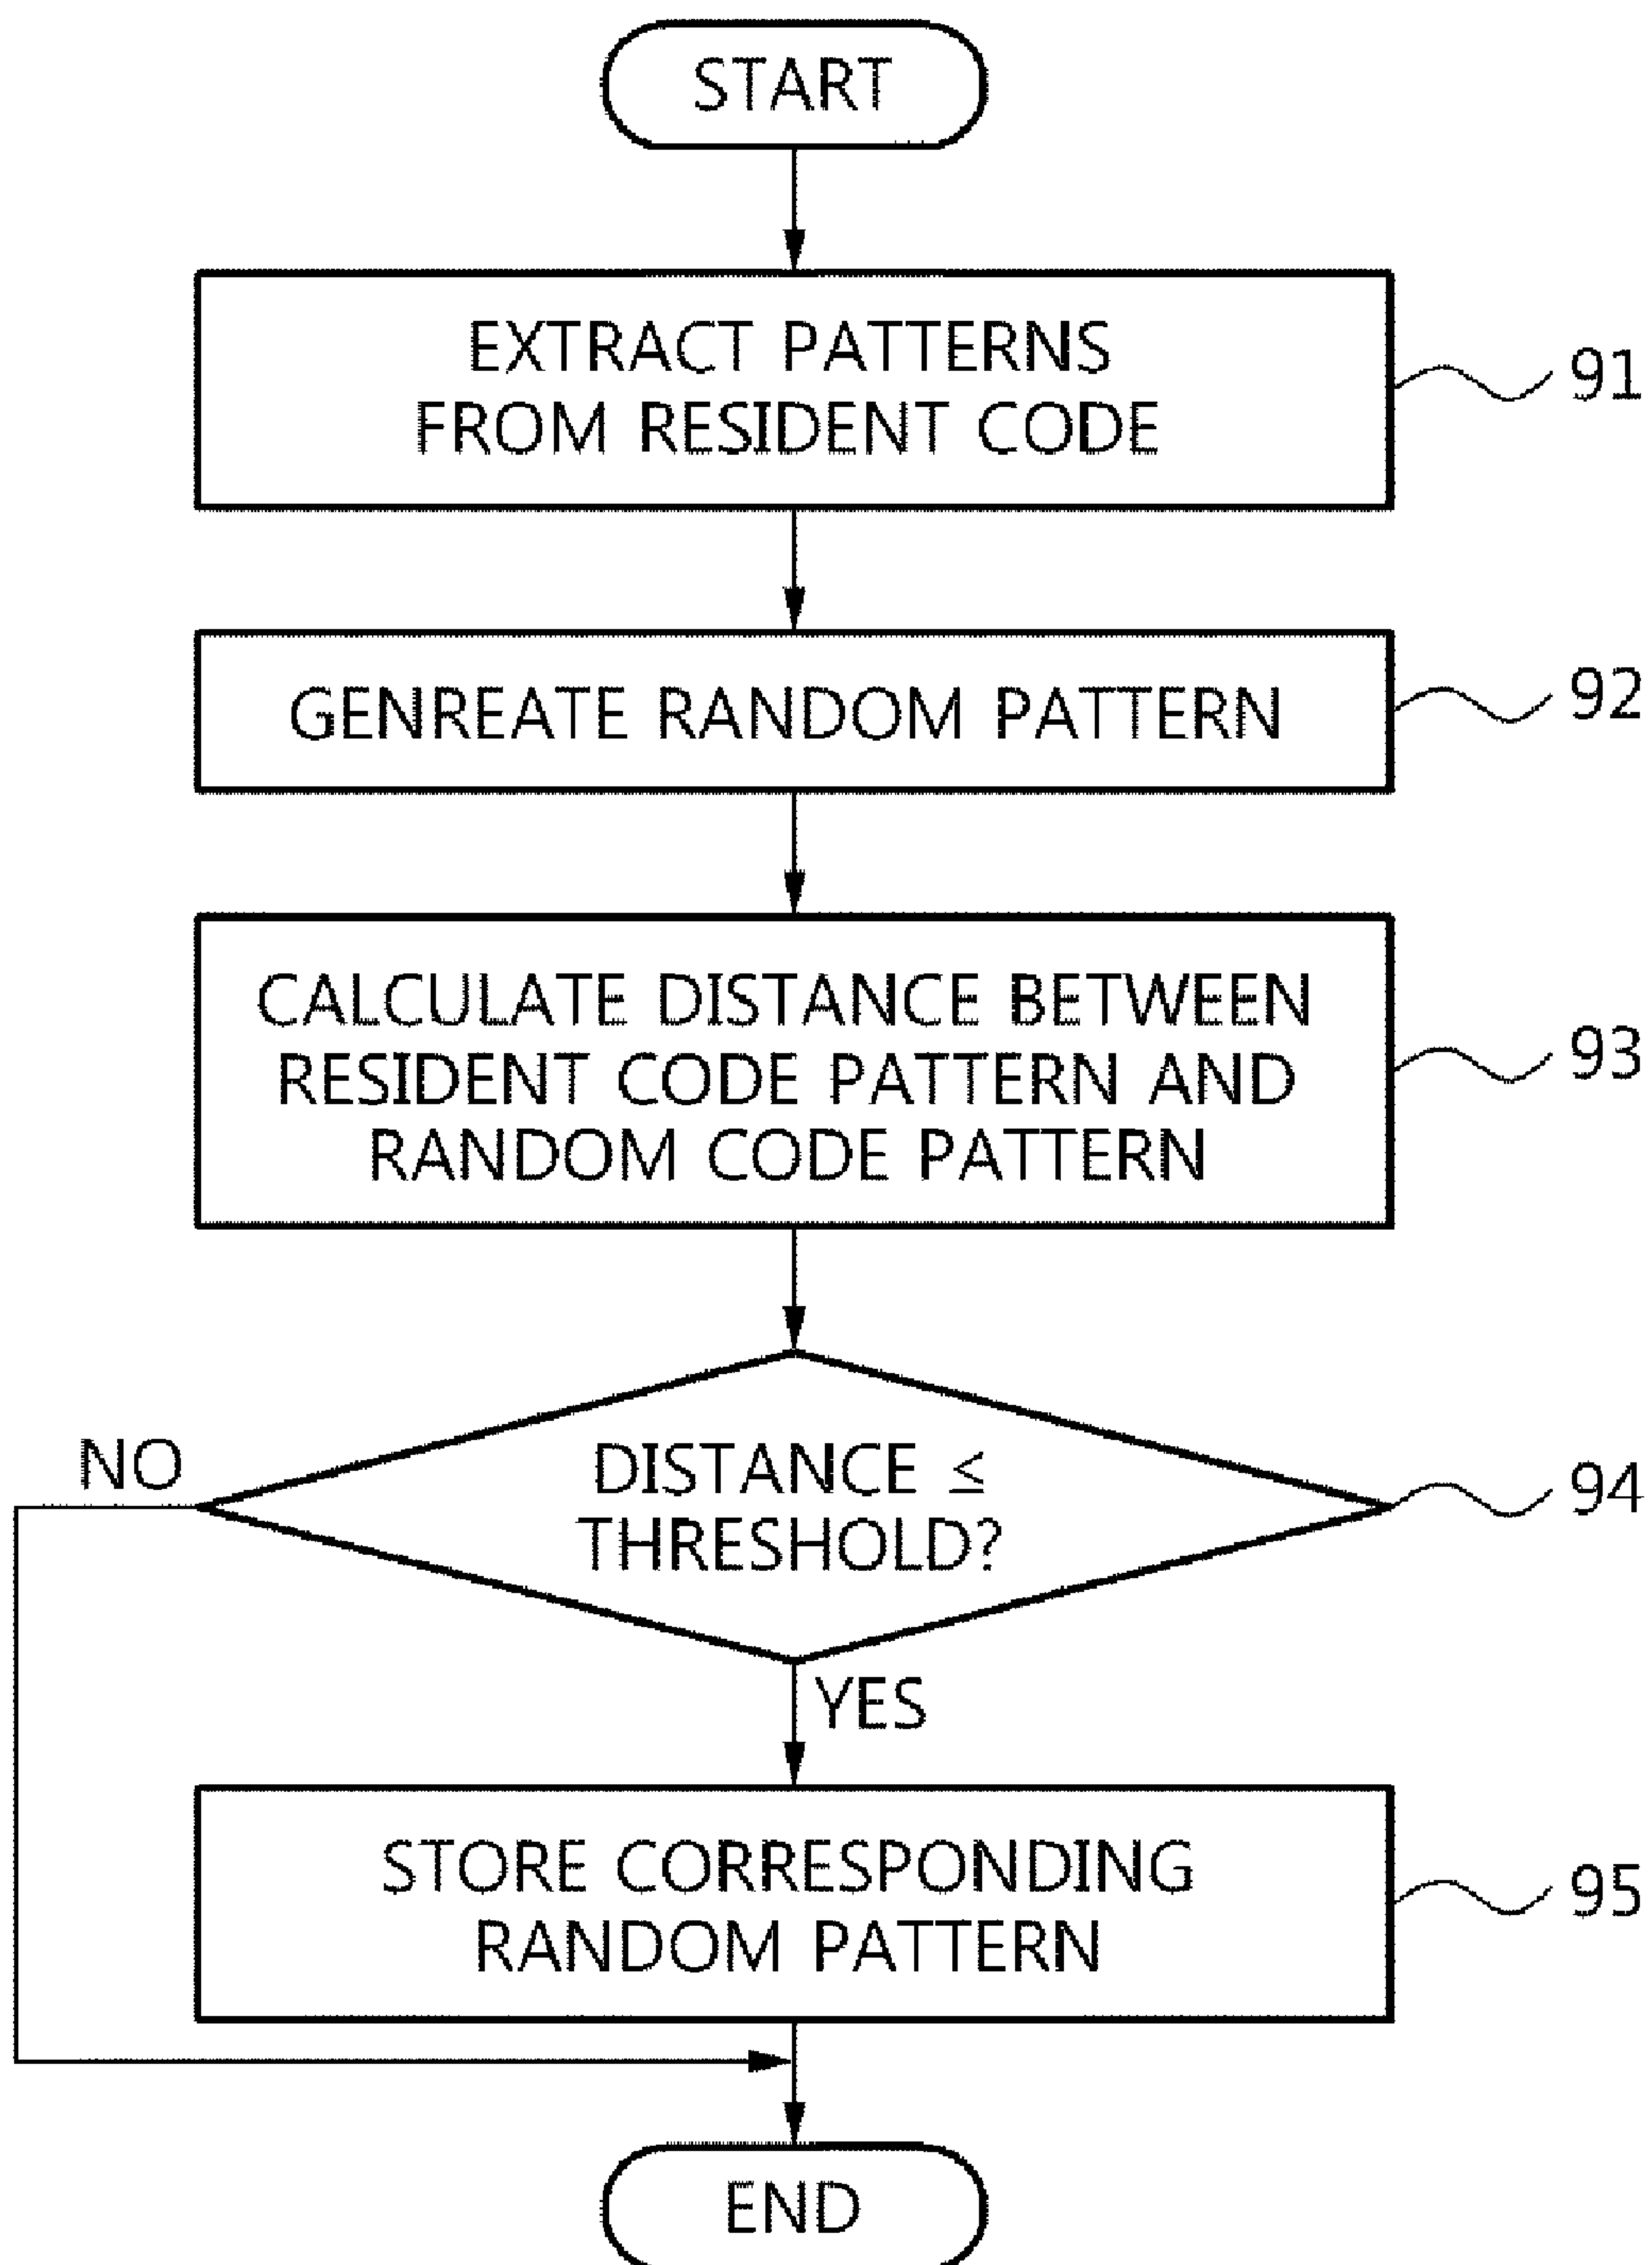 START
EXTRACT PATTERNS
FROM RESIDENT CODE
91
GENREATE RANDOM PATTERN
92
CALCULATE DISTANCE BETWEEN
RESIDENT CODE PATTERN AND
RANDOM CODE PATTERN
93
NO
DISTANCE ≤
THRESHOLD?
94
YES
STORE CORRESPONDING
RANDOM PATTERN
95
END